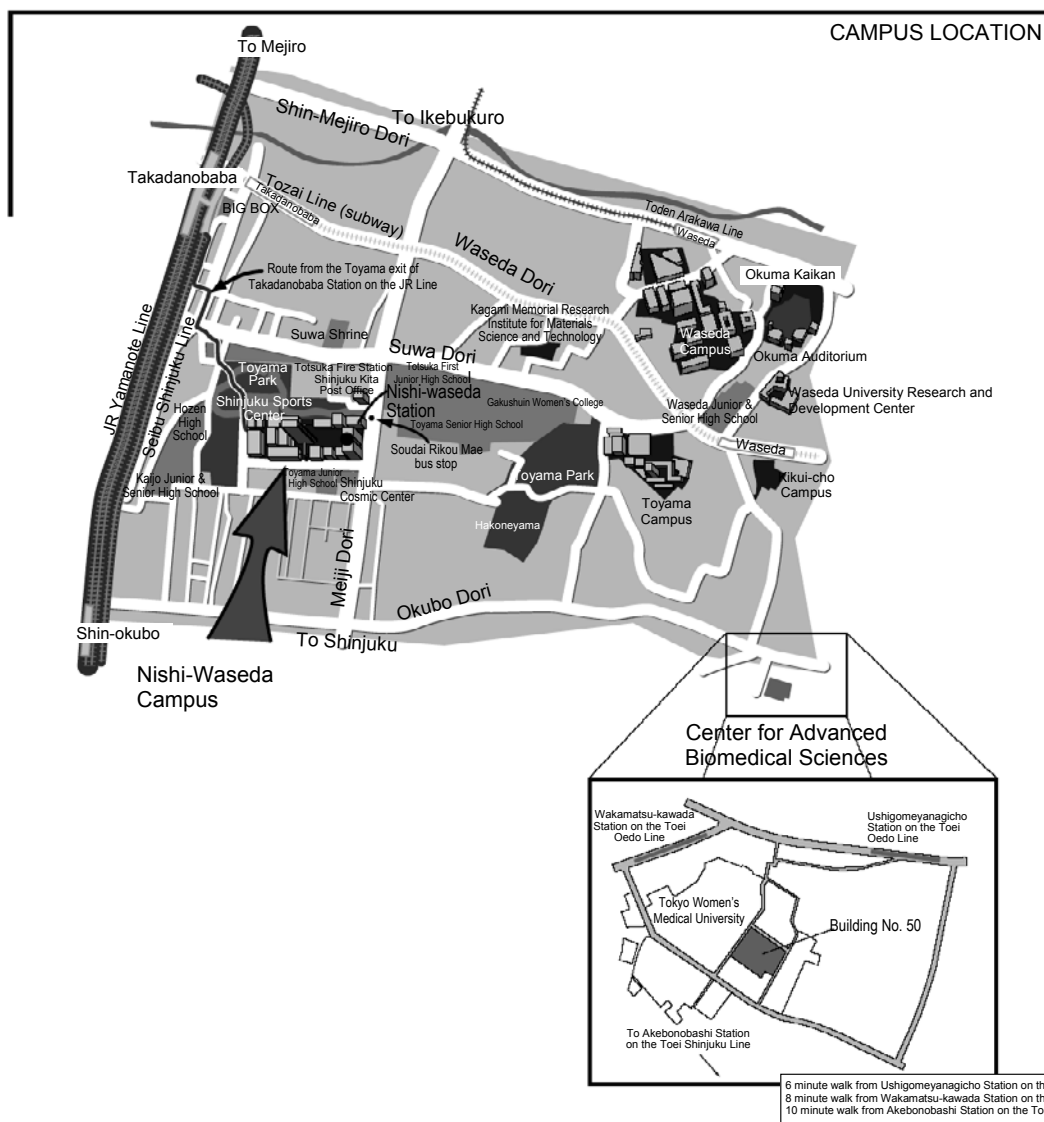 CAMPUS LOCATION
To Mejiro
Shin-Mejiro Dori
To Ikebukuro
Takadanobaba
Tozai Line (subway)
Takadanobaba
BIG BOX
Toden Arakawa Line
Waseda
Waseda Dori
Route from the Toyama exit of
Takadanobaba Station on the JR Line
Okuma Kaikan
Kagami Memorial Research
Institute for Materials
Science and Technology
Waseda
Campus
Okuma Auditorium
JR Yamanote Line
Seibu Shinjuku Line
Suwa Shrine
Suwa Dori
Toyama
Park
Totsuka Fire Station
Shinjuku Kita
Post Office
Totsuka First
Junior High School
Nishi-waseda
Station
Shinjuku Sports
Center
Gakushuin Women's College
Waseda Junior &
Senior High School
Waseda University Research and
Development Center
Hozen
High
School
Toyama Senior High School
Soudai Rikou Mae
bus stop
Waseda
Kaijo Junior &
Senior High School
oyama Junior
High School
Shinjuku
Cosmic Center
oyama Park
Toyama
Campus
Kikui-cho
Campus
Hakoneyama
Meiji Dori
Okubo Dori
Shin-okubo
To Shinjuku
Nishi-Waseda
Campus
Center for Advanced
Biomedical Sciences
Wakamatsu-kawada
Station on the Toei
Oedo Line
Ushigomeyanagicho
Station on the Toei
Oedo Line
Tokyo Women's
Medical University
Building No. 50
To Akebonobashi Station
on the Toei Shinjuku Line
6 minute walk from Ushigomeyanagicho Station on th
8 minute walk from Wakamatsu-kawada Station on th
10 minute walk from Akebonobashi Station on the To